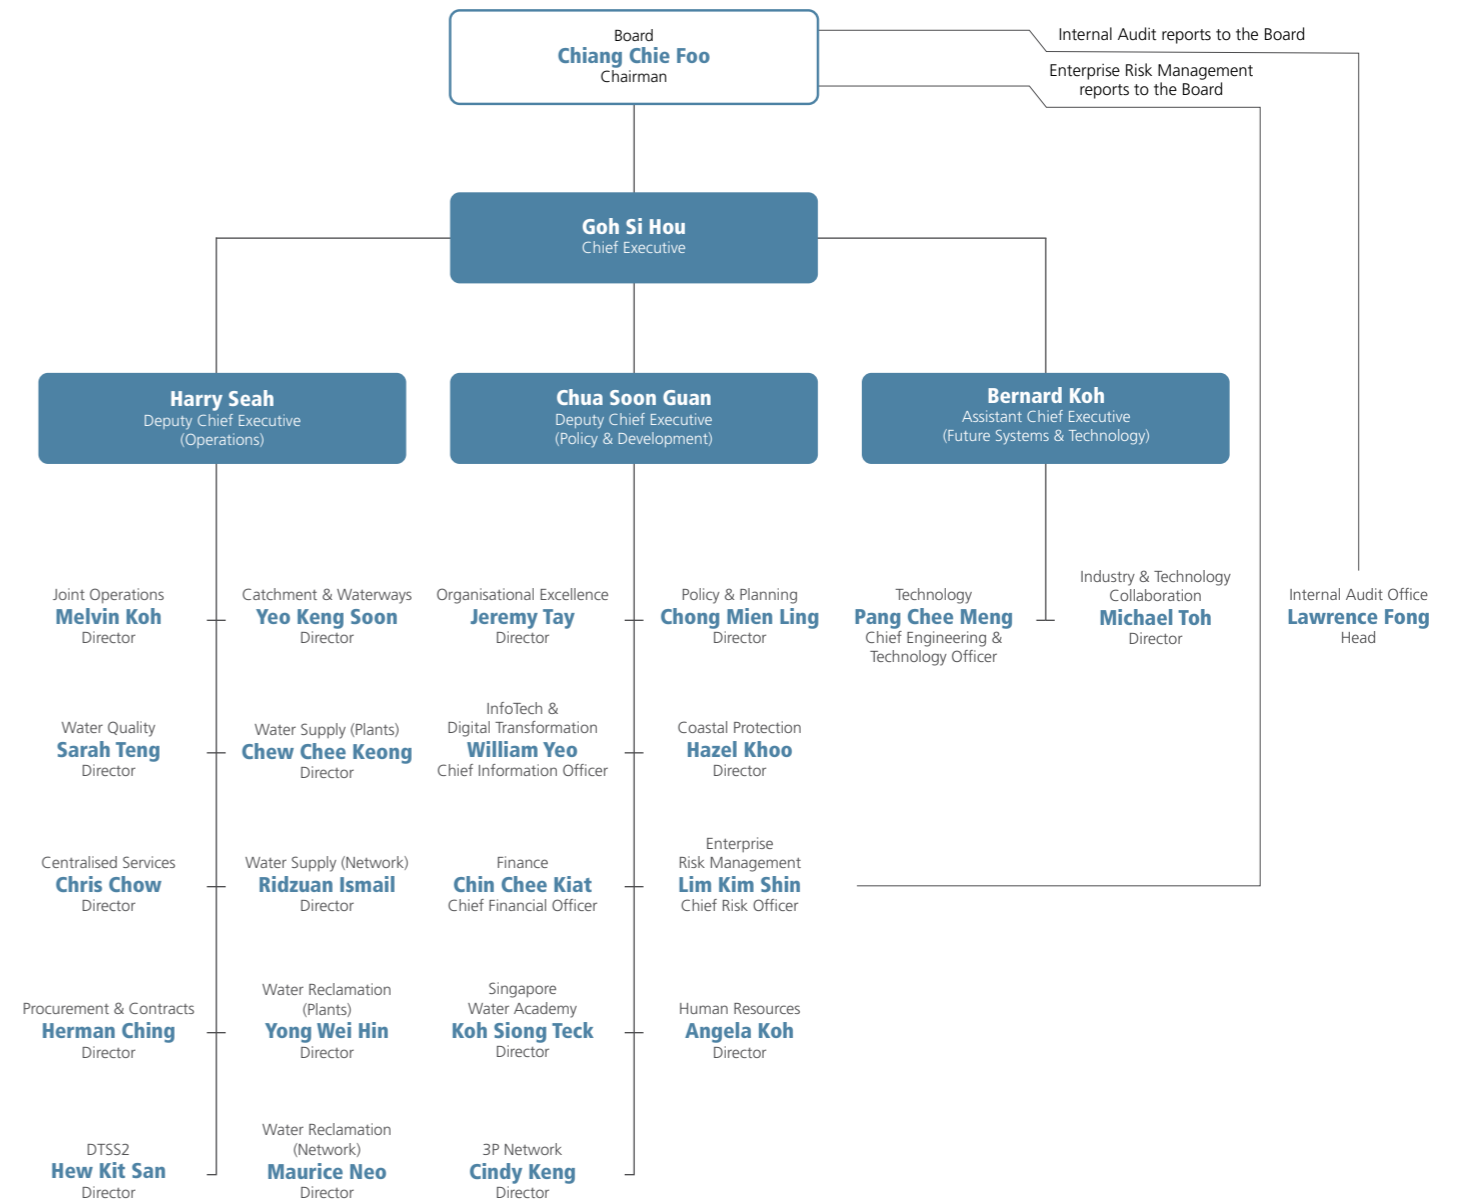 Board
Chiang Chie Foo
Chairman
Internal Audit reports to the Board
Enterprise Risk Management
reports to the Board
Goh Si Hou
Chief Executive
Harry Seah
Deputy Chief Executive
(Operations)
Chua Soon Guan
Deputy Chief Executive
(Policy & Development)
Bernard Koh
Assistant Chief Executive
(Future Systems & Technology)
Joint Operations
Melvin Koh
Director
Catchment & Waterways
Yeo Keng Soon
Director
Organisational Excellence
Jeremy Tay
Director
Policy & Planning
Chong Mien Ling
Director
Technology
Pang Chee Meng
Chief Engineering &
Technology Officer
Industry & Technology
Collaboration
Michael Toh
Director
Internal Audit Office
Lawrence Fong
Head
Water Quality
Sarah Teng
Director
Water Supply (Plants)
Chew Chee Keong
Director
InfoTech &
Digital Transformation
William Yeo
Chief Information Officer
Coastal Protection
Hazel Khoo
Director
Centralised Services
Chris Chow
Director
Water Supply (Network)
Ridzuan Ismail
Director
Finance
Chin Chee Kiat
Chief Financial Officer
Enterprise
Risk Management
Lim Kim Shin
Chief Risk Officer
Procurement & Contracts
Herman Ching
Director
Water Reclamation
(Plants)
Yong Wei Hin
Director
Singapore
Water Academy
Koh Siong Teck
Director
Human Resources
Angela Koh
Director
DTSS2
Hew Kit San
Director
Water Reclamation
(Network)
Maurice Neo
Director
3P Network
Cindy Keng
Director